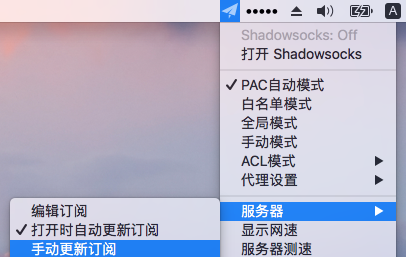 A
Shadowsocks: Off
打开 Shadowsocks
PAC自动模式
白名单模式
全局模式
手动模式
ACL模式
代理设置
服务器
显示网速
服务器测速
编辑订阅
打开时自动更新订阅
手动更新订阅